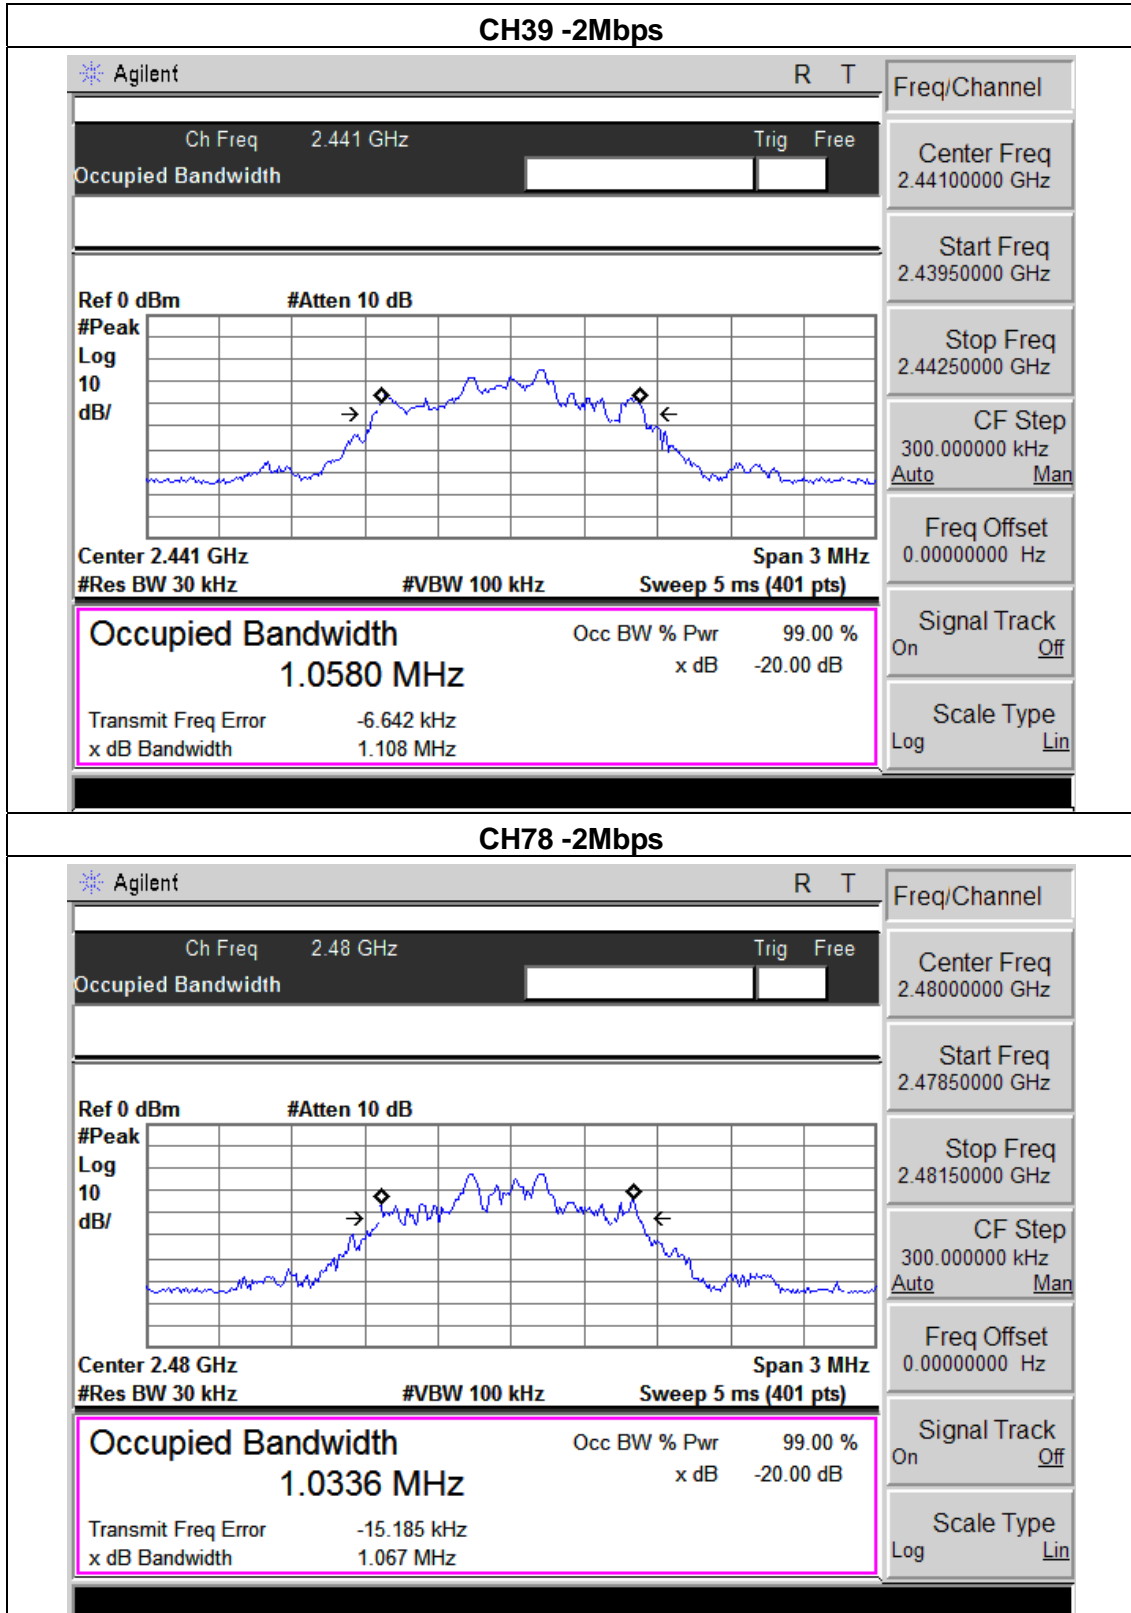 CH39 -2Mbps
Agilent R T
Freq/Channel
Ch Freq 2.441 GHz Trig Free
Occupied Bandwidth
Center Freq
2.44100000 GHz
Start Freq
2.43950000 GHz
Stop Freq
2.44250000 GHz
CF Step
300.000000 kHz
Auto Man
Freq Offset
0.00000000 Hz
Signal Track
On Off
Scale Type
Log Lin
Ref 0 dBm #Atten 10 dB
#Peak
Log
10
dB/
Center 2.441 GHz Span 3 MHz
#Res BW 30 kHz #VBW 100 kHz Sweep 5 ms (401 pts)
Occupied Bandwidth
1.0580 MHz
Occ BW % Pwr 99.00 %
x dB -20.00 dB
Transmit Freq Error -6.642 kHz
x dB Bandwidth 1.108 MHz
CH78 -2Mbps
Agilent R T
Freq/Channel
Ch Freq 2.48 GHz Trig Free
Occupied Bandwidth
Center Freq
2.48000000 GHz
Start Freq
2.47850000 GHz
Stop Freq
2.48150000 GHz
CF Step
300.000000 kHz
Auto Man
Freq Offset
0.00000000 Hz
Signal Track
On Off
Scale Type
Log Lin
Ref 0 dBm #Atten 10 dB
#Peak
Log
10
dB/
Center 2.48 GHz Span 3 MHz
#Res BW 30 kHz #VBW 100 kHz Sweep 5 ms (401 pts)
Occupied Bandwidth
1.0336 MHz
Occ BW % Pwr 99.00 %
x dB -20.00 dB
Transmit Freq Error -15.185 kHz
x dB Bandwidth 1.067 MHz